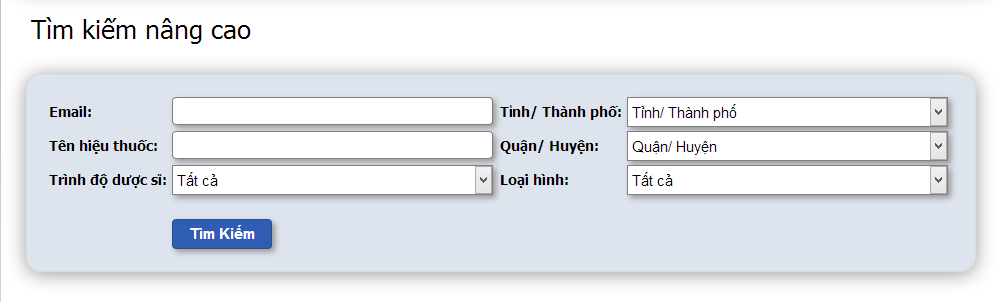 Tìm kiếm nâng cao
Email:
Tỉnh/ Thành phố: Tỉnh/ Thành phố
Tên hiệu thuốc:
Quận/ Huyện: Quận/ Huyện
Trình độ dược sĩ: Tất cả
Loại hình: Tất cả
Tìm Kiếm